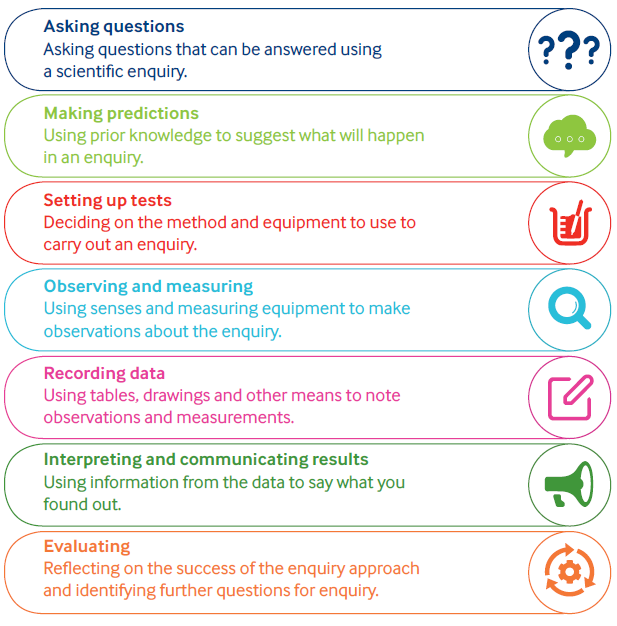 Asking questions
Asking questions that can be answered using
a scientific enquiry.
???
Making predictions
Using prior knowledge to suggest what will happen
in an enquiry.
Setting up tests
Deciding on the method and equipment to use to
carry out an enquiry.
Observing and measuring
Using senses and measuring equipment to make
observations about the enquiry.
Recording data
Using tables, drawings and other means to note
observations and measurements.
Interpreting and communicating results
Using information from the data to say what you
found out.
Evaluating
Reflecting on the success of the enquiry approach
and identifying further questions for enquiry.